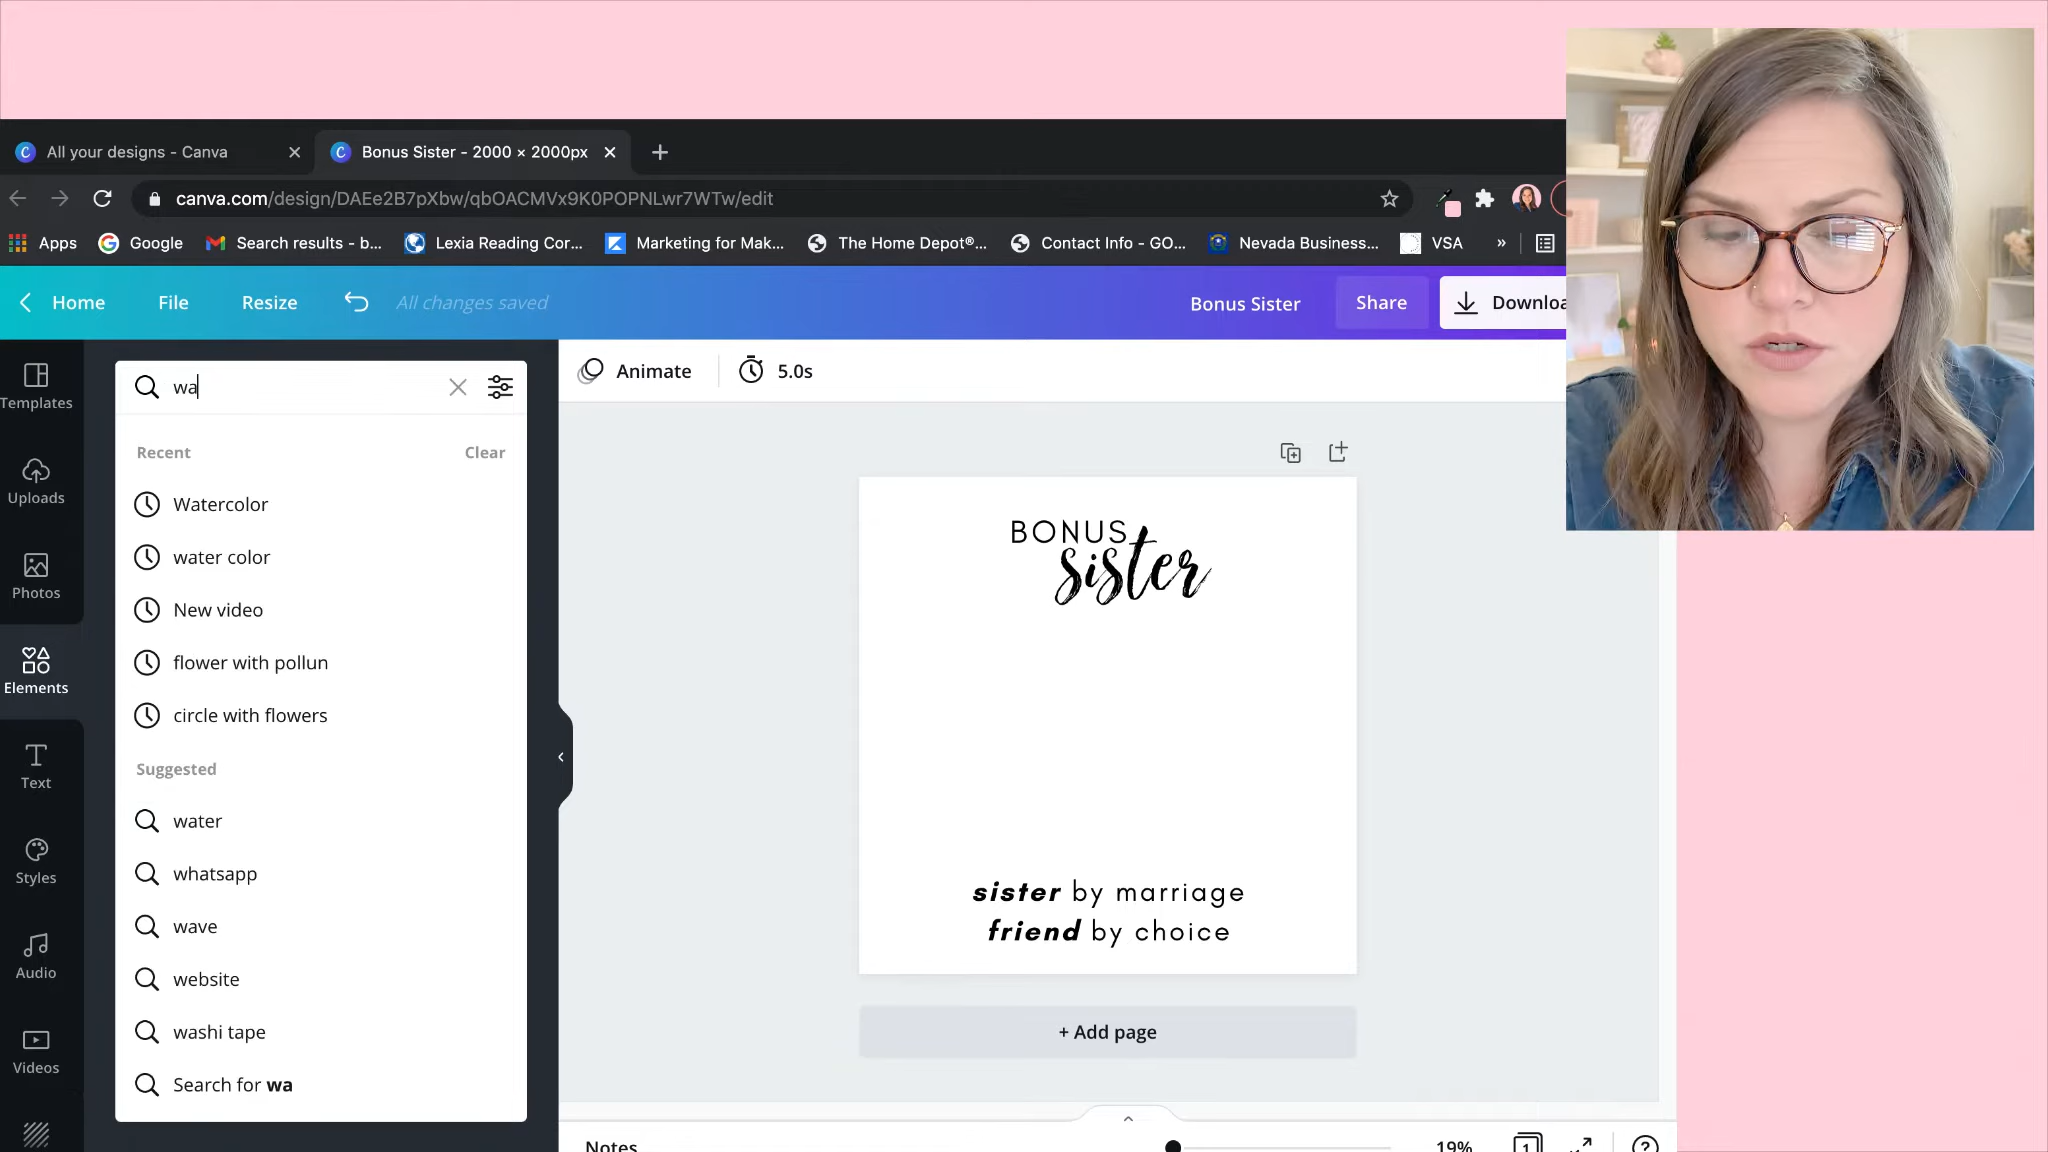 All your designs - Canva
Bonus Sister - 2000 × 2000px
canva.com/design/DAEe2B7pXbw/qbOACMVx9K0POPNLwr7WTw/edit
Apps
Google
Search results - b...
Lexia Reading Cor...
Marketing for Mak...
The Home Depot®...
Contact Info - GO...
Nevada Business...
VSA
»
Home
File
Resize
All changes saved
Bonus Sister
Share
Downloa
Templates
Uploads
Photos
Elements
Text
Styles
Audio
Videos
wa
Recent
Clear
Watercolor
water color
New video
flower with pollun
circle with flowers
Suggested
water
whatsapp
wave
website
washi tape
Search for wa
Animate
5.0s
BONUS
sister
sister by marriage
friend by choice
+ Add page
Notes
19%
1